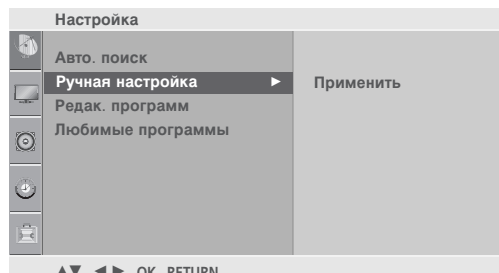 Настройка
Авто. поиск
Ручная настройка ► Применить
Редак. программ
Любимые программы
▲▼ ◄► OK RETURN